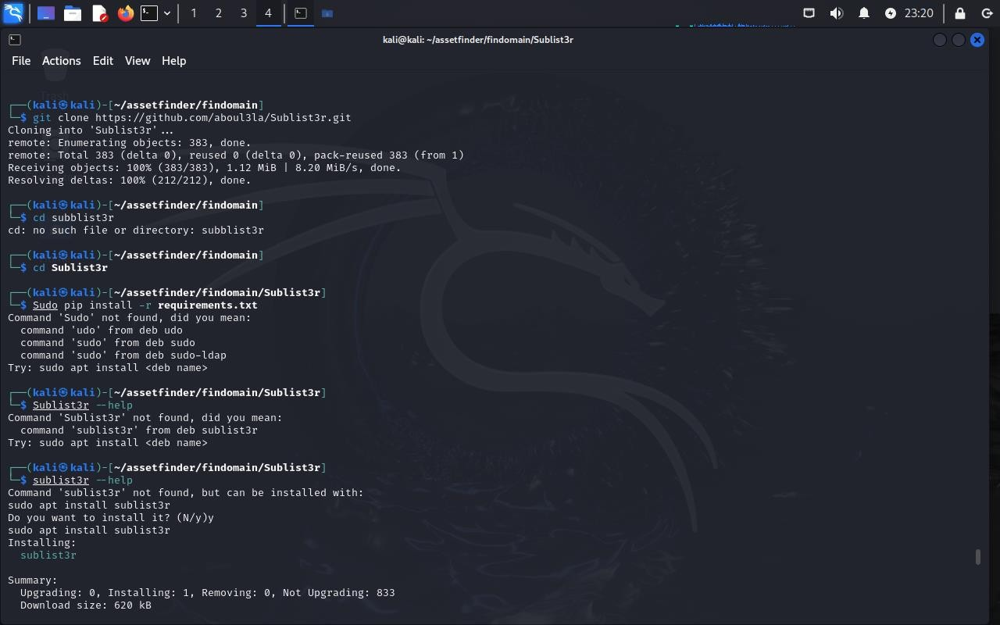 1 2 3 4 23:20
kali@kali: ~/assetfinder/findomain/Sublist3r
File Actions Edit View Help
Trash
┌──(kali㉿kali)-[~/assetfinder/findomain]
└─$ git clone https://github.com/aboul3la/Sublist3r.git
Cloning into 'Sublist3r'...
remote: Enumerating objects: 383, done.
remote: Total 383 (delta 0), reused 0 (delta 0), pack-reused 383 (from 1)
Receiving objects: 100% (383/383), 1.12 MiB | 8.20 MiB/s, done.
Resolving deltas: 100% (212/212), done.
┌──(kali㉿kali)-[~/assetfinder/findomain]
└─$ cd subblist3r
cd: no such file or directory: subblist3r
┌──(kali㉿kali)-[~/assetfinder/findomain]
└─$ cd Sublist3r
┌──(kali㉿kali)-[~/assetfinder/findomain/Sublist3r]
└─$ Sudo pip install -r requirements.txt
Command 'Sudo' not found, did you mean:
  command 'udo' from deb udo
  command 'sudo' from deb sudo
  command 'sudo' from deb sudo-ldap
Try: sudo apt install <deb name>
┌──(kali㉿kali)-[~/assetfinder/findomain/Sublist3r]
└─$ Sublist3r --help
Command 'Sublist3r' not found, did you mean:
  command 'sublist3r' from deb sublist3r
Try: sudo apt install <deb name>
┌──(kali㉿kali)-[~/assetfinder/findomain/Sublist3r]
└─$ sublist3r --help
Command 'sublist3r' not found, but can be installed with:
sudo apt install sublist3r
Do you want to install it? (N/y)y
sudo apt install sublist3r
Installing:
  sublist3r
Summary:
  Upgrading: 0, Installing: 1, Removing: 0, Not Upgrading: 833
  Download size: 620 kB